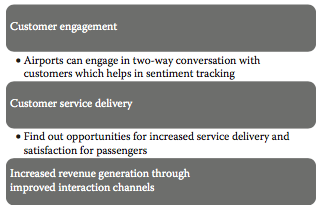 Customer engagement
• Airports can engage in two-way conversation with
customers which helps in sentiment tracking
Customer service delivery
• Find out opportunities for increased service delivery and
satisfaction for passengers
Increased revenue generation through
improved interaction channels